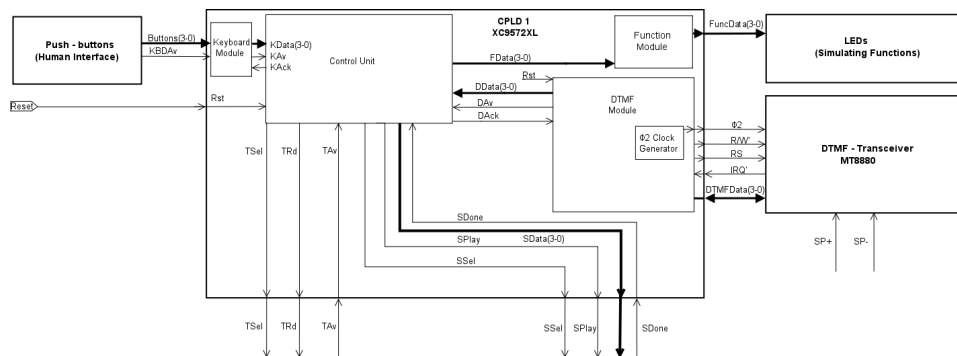 CPLD 1
XC9572XL
Push - buttons
(Human Interface)
Buttons(3-0)
KBDAv
Keyboard
Module
KData(3-0)
KAv
KAck
Control Unit
FData(3-0)
Function
Module
FuncData(3-0)
LEDs
(Simulating Functions)
Reset
Rst
Rst
DData(3-0)
DAv
DAck
DTMF
Module
Φ2 Clock
Generator
Φ2
R/W'
RS
IRQ'
DTMFData(3-0)
DTMF - Transceiver
MT8880
TSel
TRd
TAv
SDone
SPlay
SData(3-0)
SSel
SP+
SP-
TSel
TRd
TAv
SSel
SPlay
SDone